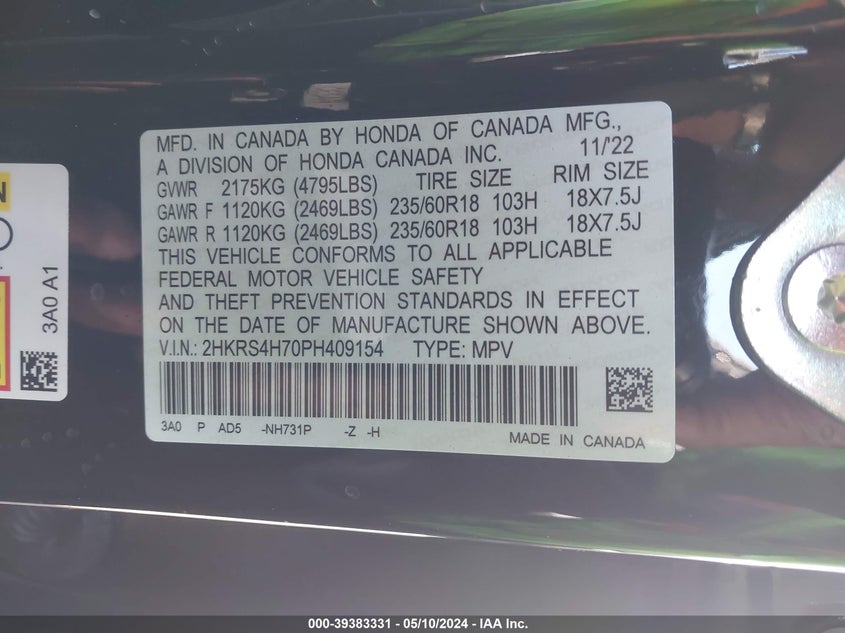 MFD. IN CANADA BY HONDA OF CANADA MFG.,
A DIVISION OF HONDA CANADA INC. 11/'22
GVWR 2175KG (4795LBS) TIRE SIZE RIM SIZE
GAWR F 1120KG (2469LBS) 235/60R18 103H 18X7.5J
GAWR R 1120KG (2469LBS) 235/60R18 103H 18X7.5J
THIS VEHICLE CONFORMS TO ALL APPLICABLE
FEDERAL MOTOR VEHICLE SAFETY
AND THEFT PREVENTION STANDARDS IN EFFECT
ON THE DATE OF MANUFACTURE SHOWN ABOVE.
V.I.N.: 2HKRS4H70PH409154 TYPE: MPV
3A0 P AD5 -NH731P -Z -H
MADE IN CANADA
3A0 A1
000-39383331 - 05/10/2024 - IAA Inc.